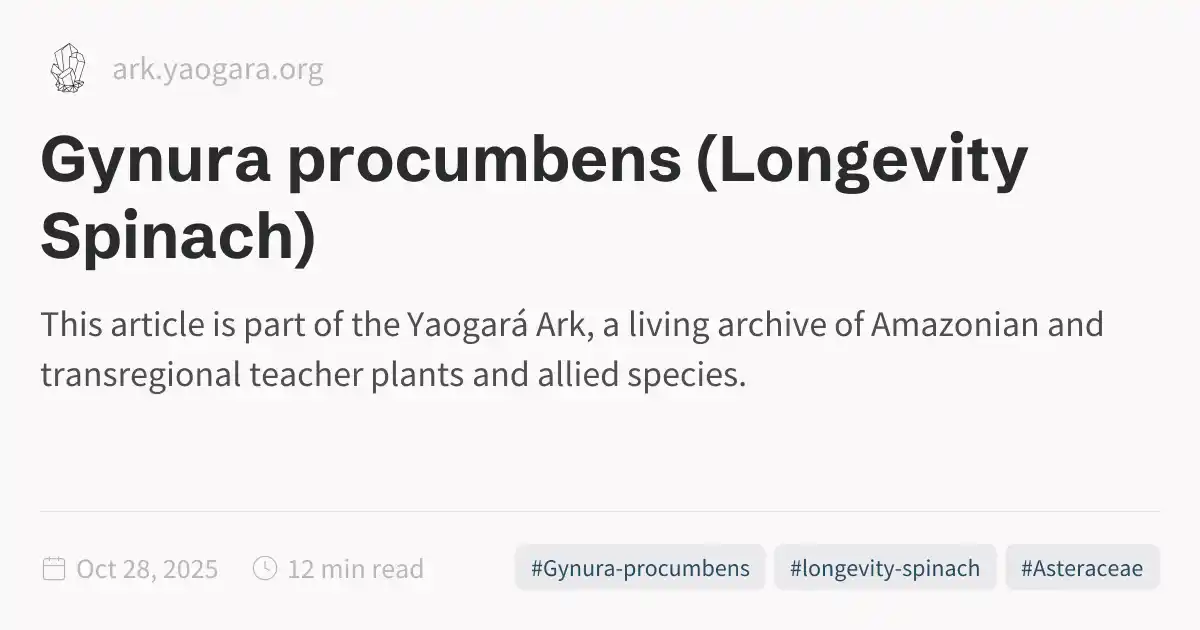 ark.yaogara.org
Gynura procumbens (Longevity
Spinach)
This article is part of the Yaogará Ark, a living archive of Amazonian and
transregional teacher plants and allied species.
Oct 28, 2025 12 min read #Gynura-procumbens #longevity-spinach #Asteraceae